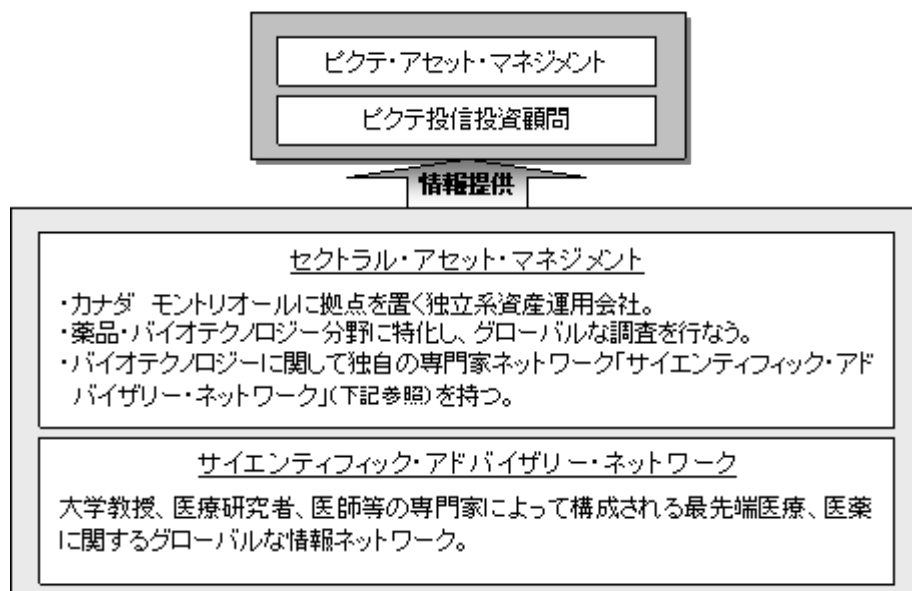 ピクテ・アセット・マネジメント
ピクテ投信投資顧問
情報提供
セクトラル・アセット・マネジメント
・カナダ モントリオールに拠点を置く独立系資産運用会社。
・薬品・バイオテクノロジー分野に特化し、グローバルな調査を行なう。
・バイオテクノロジーに関して独自の専門家ネットワーク「サイエンティフィック・アド
バイザリー・ネットワーク」(下記参照)を持つ。
サイエンティフィック・アドバイザリー・ネットワーク
大学教授、医療研究者、医師等の専門家によって構成される最先端医療、医薬
に関するグローバルな情報ネットワーク。